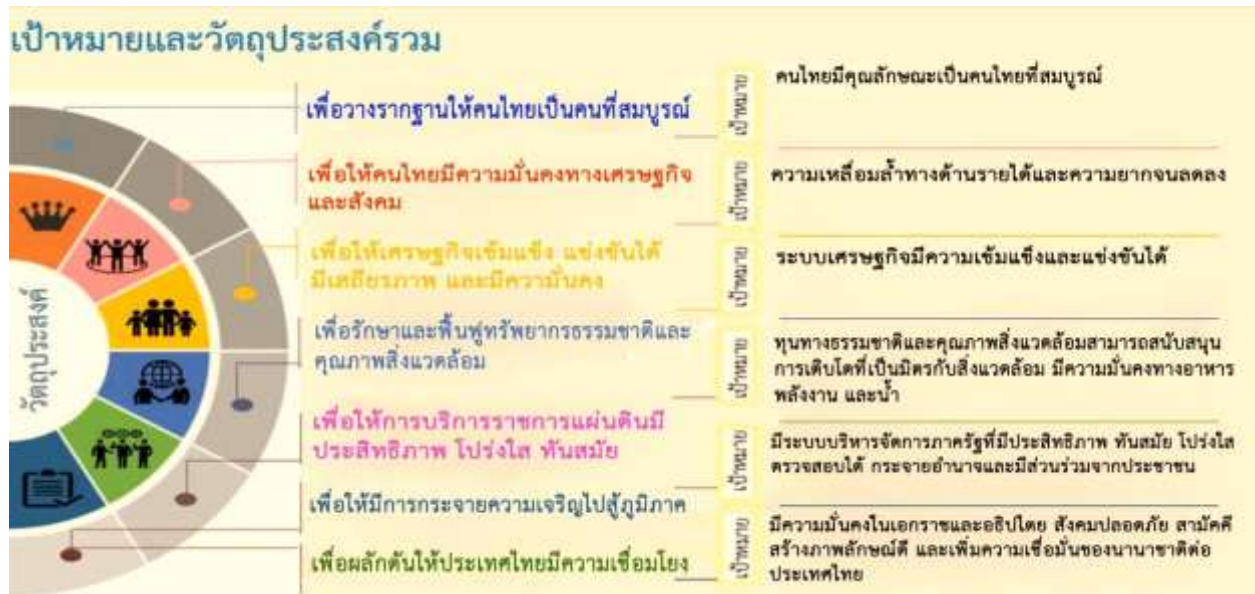 เป้าหมายและวัตถุประสงค์รวม
วัตถุประสงค์
เพื่อวางรากฐานให้คนไทยเป็นคนที่สมบูรณ์
เป้าหมาย
คนไทยมีคุณลักษณะเป็นคนไทยที่สมบูรณ์
เพื่อให้คนไทยมีความมั่นคงทางเศรษฐกิจ
และสังคม
เป้าหมาย
ความเหลื่อมล้ำทางด้านรายได้และความยากจนลดลง
เพื่อให้เศรษฐกิจเข้มแข็ง แข่งขันได้
มีเสถียรภาพ และมีความมั่นคง
เป้าหมาย
ระบบเศรษฐกิจมีความเข้มแข็งและแข่งขันได้
เพื่อรักษาและฟื้นฟูทรัพยากรธรรมชาติและ
คุณภาพสิ่งแวดล้อม
เป้าหมาย
ทุนทางธรรมชาติและคุณภาพสิ่งแวดล้อมสามารถสนับสนุน
การเติบโตที่เป็นมิตรกับสิ่งแวดล้อม มีความมั่นคงทางอาหาร
พลังงาน และน้ำ
เพื่อให้การบริการราชการแผ่นดินมี
ประสิทธิภาพ โปร่งใส ทันสมัย
เป้าหมาย
มีระบบบริหารจัดการภาครัฐที่มีประสิทธิภาพ ทันสมัย โปร่งใส
ตรวจสอบได้ กระจายอำนาจและมีส่วนร่วมจากประชาชน
เพื่อให้มีการกระจายความเจริญไปสู้ภูมิภาค
เพื่อผลักดันให้ประเทศไทยมีความเชื่อมโยง
เป้าหมาย
มีความมั่นคงในเอกราชและอธิปไตย สังคมปลอดภัย สามัคคี
สร้างภาพลักษณ์ดี และเพิ่มความเชื่อมั่นของนานาชาติต่อ
ประเทศไทย